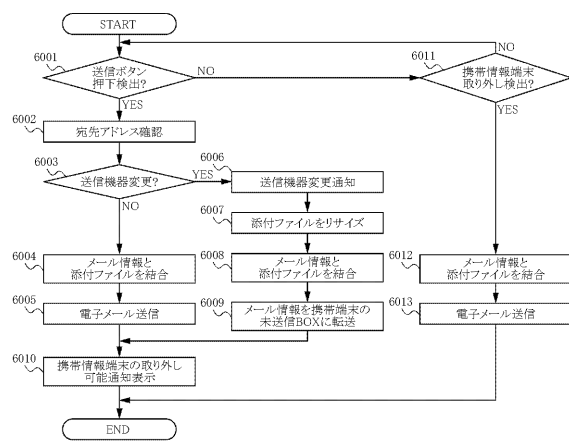 START
6001
送信ボタン
押下検出?
NO
YES
6011
携帯情報端末
取り外し検出?
NO
YES
6002
宛先アドレス確認
6003
送信機器変更?
YES
NO
6006
送信機器変更通知
6007
添付ファイルをリサイズ
6004
メール情報と
添付ファイルを結合
6008
メール情報と
添付ファイルを結合
6012
メール情報と
添付ファイルを結合
6005
電子メール送信
6009
メール情報を携帯端末の
未送信BOXに転送
6013
電子メール送信
6010
携帯情報端末の取り外し
可能通知表示
END